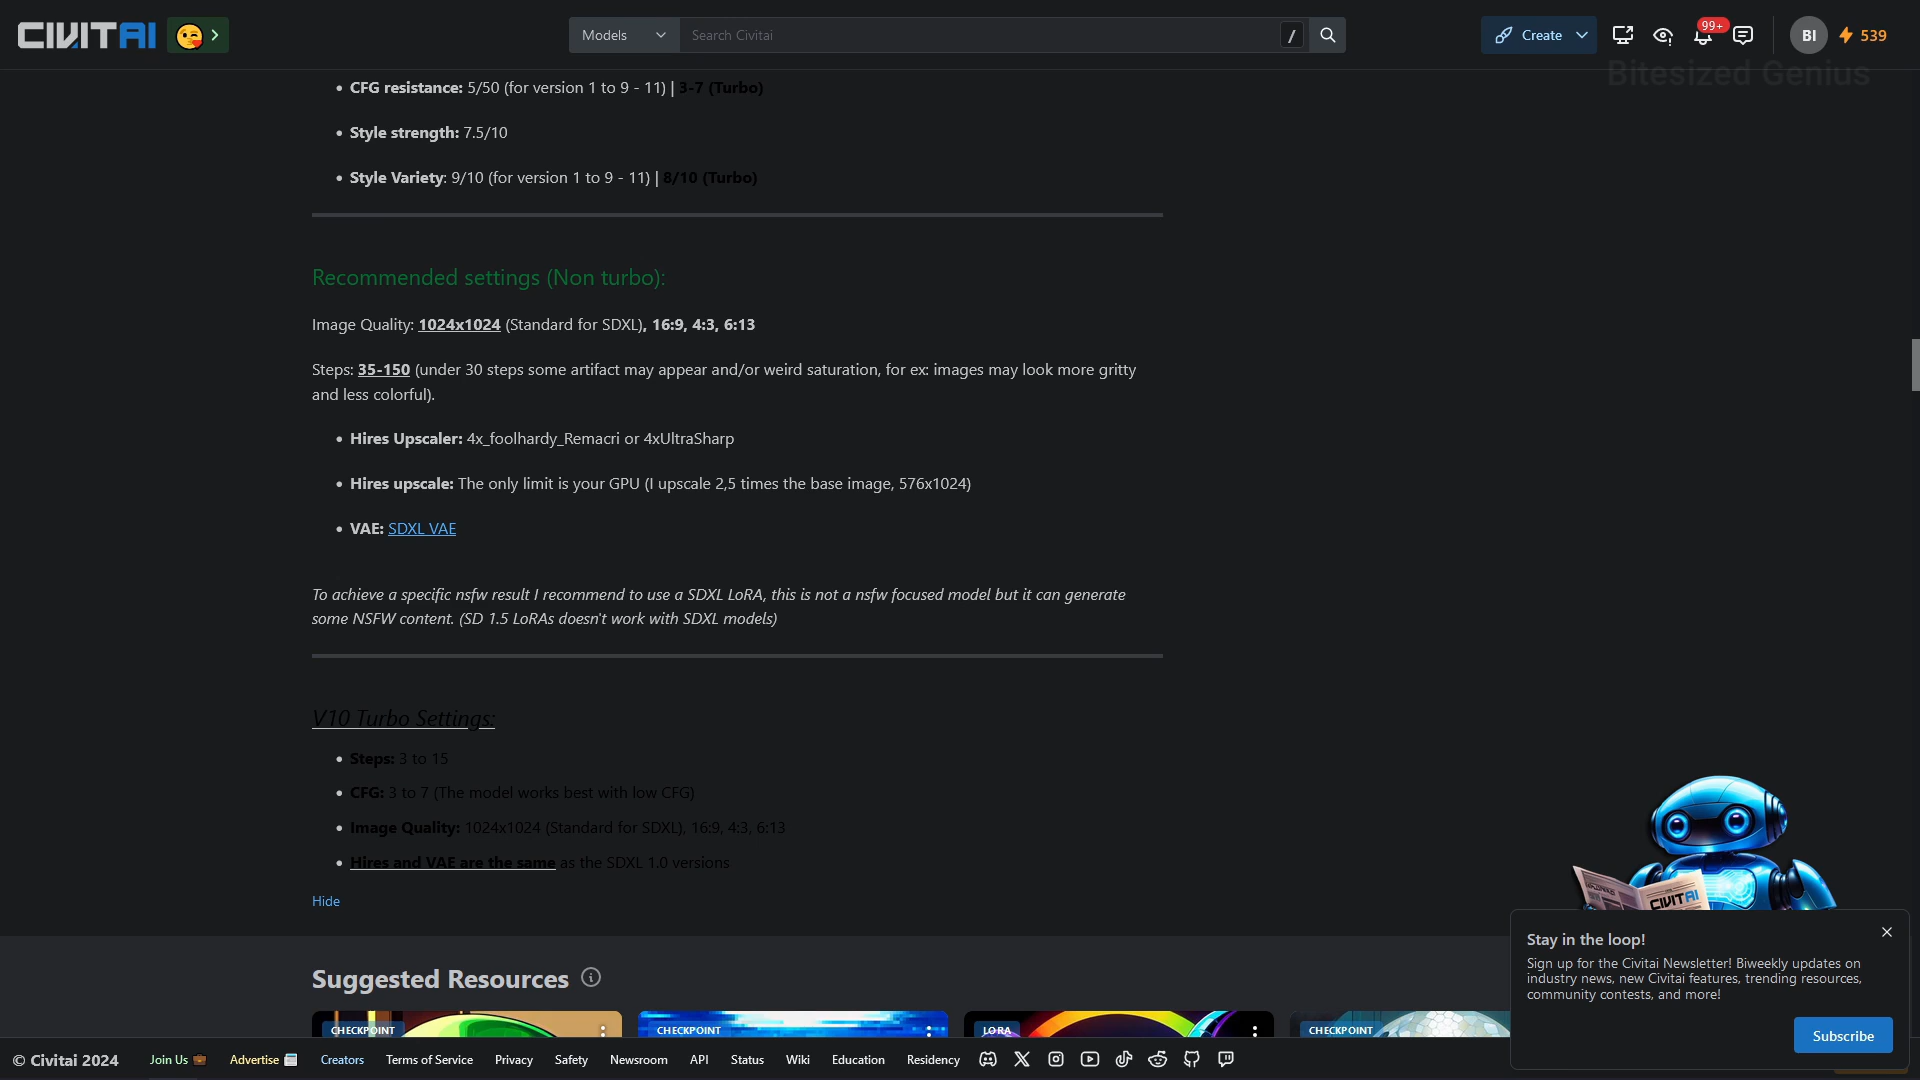 CIVITAI
Models
Search Civitai
/
Create
99+
BI
539
Bitesized Genius
• CFG resistance: 5/50 (for version 1 to 9 - 11) | 3-7 (Turbo)
• Style strength: 7.5/10
• Style Variety: 9/10 (for version 1 to 9 - 11) | 8/10 (Turbo)
Recommended settings (Non turbo):
Image Quality: 1024x1024 (Standard for SDXL), 16:9, 4:3, 6:13
Steps: 35-150 (under 30 steps some artifact may appear and/or weird saturation, for ex: images may look more gritty
and less colorful).
• Hires Upscaler: 4x_foolhardy_Remacri or 4xUltraSharp
• Hires upscale: The only limit is your GPU (I upscale 2,5 times the base image, 576x1024)
• VAE: SDXL VAE
To achieve a specific nsfw result I recommend to use a SDXL LoRA, this is not a nsfw focused model but it can generate
some NSFW content. (SD 1.5 LoRAs doesn't work with SDXL models)
V10 Turbo Settings:
• Steps: 3 to 15
• CFG: 3 to 7 (The model works best with low CFG)
• Image Quality: 1024x1024 (Standard for SDXL), 16:9, 4:3, 6:13
• Hires and VAE are the same as the SDXL 1.0 versions
Hide
CIVITAI
Stay in the loop!
Sign up for the Civitai Newsletter! Biweekly updates on
industry news, new Civitai features, trending resources,
community contests, and more!
Subscribe
Suggested Resources
CHECKPOINT
CHECKPOINT
LORA
CHECKPOINT
© Civitai 2024
Join Us
Advertise
Creators
Terms of Service
Privacy
Safety
Newsroom
API
Status
Wiki
Education
Residency